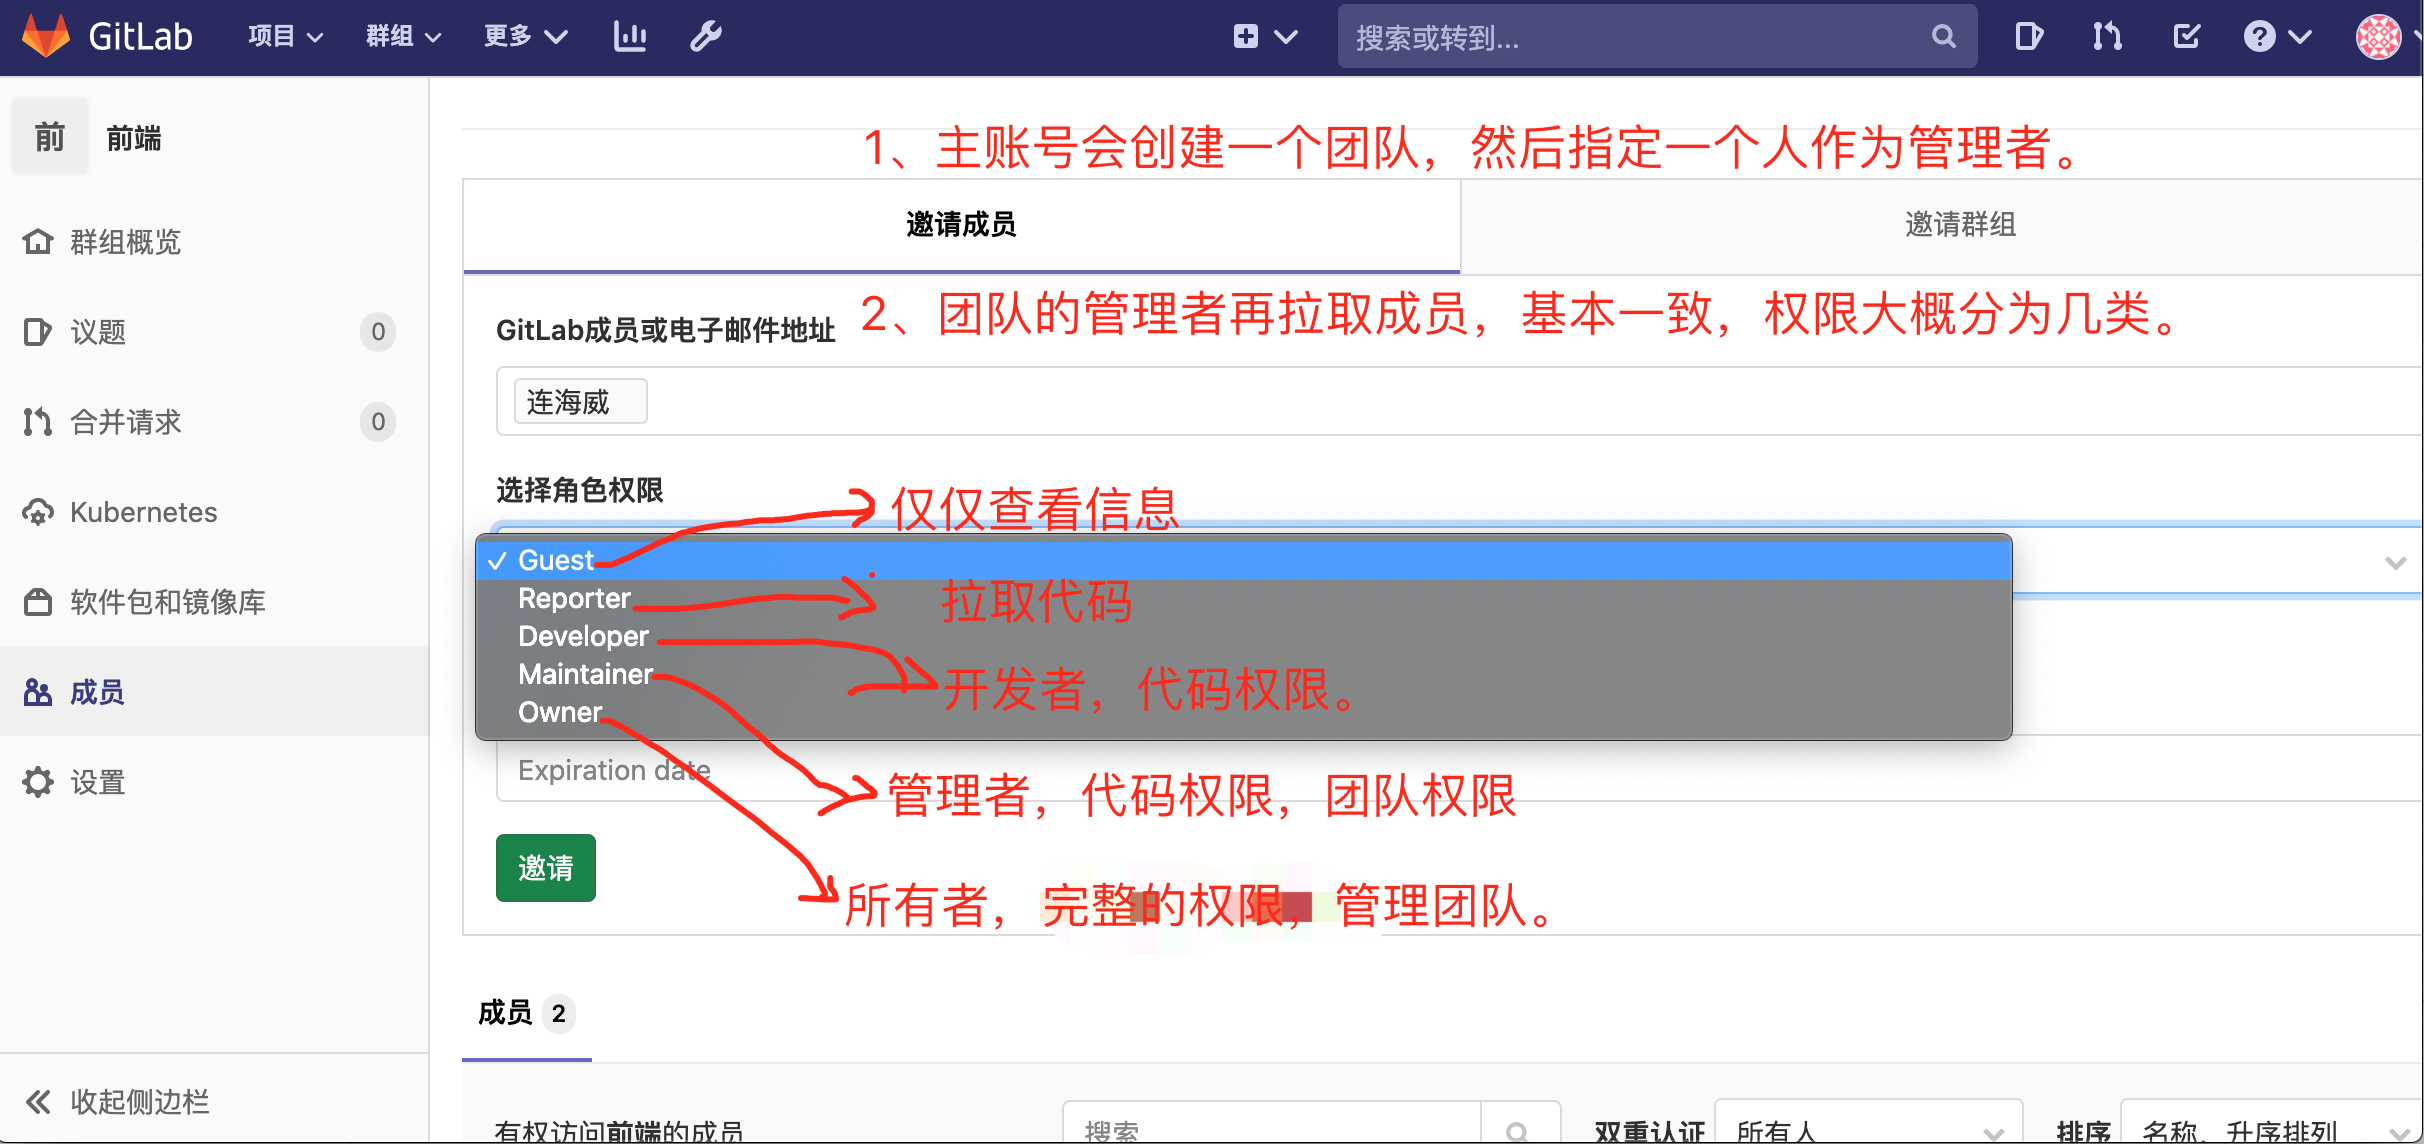 GitLab 项目 群组 更多 搜索或转到...
前 前端
1、主账号会创建一个团队，然后指定一个人作为管理者。
邀请成员 邀请群组
群组概览
2、团队的管理者再拉取成员，基本一致，权限大概分为几类。
GitLab成员或电子邮件地址
议题 0
连海威
合并请求 0
选择角色权限
仅仅查看信息
Kubernetes
✓ Guest
Reporter
拉取代码
软件包和镜像库
Developer
Maintainer
开发者，代码权限。
成员
Owner
Expiration date
设置
管理者，代码权限，团队权限
邀请
所有者，完整的权限，管理团队。
成员 2
收起侧边栏
有权访问前端的成员 搜索 双重认证 所有人 排序 名称，升序排列